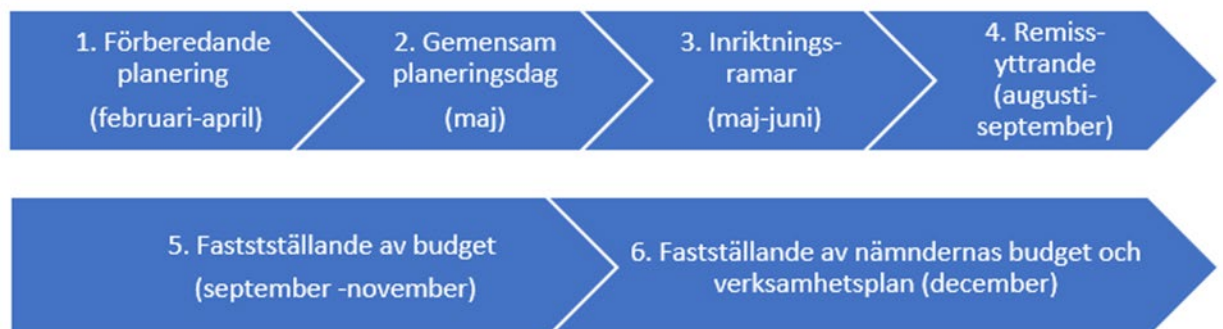 1. Förberedande
planering
(februari-april)
2. Gemensam
planeringsdag
(maj)
3. Inriktnings-
ramar
(maj-juni)
4. Remiss-
yttrande
(augusti-
september)
5. Faststställande av budget
(september -november)
6. Fastställande av nämndernas budget och
verksamhetsplan (december)